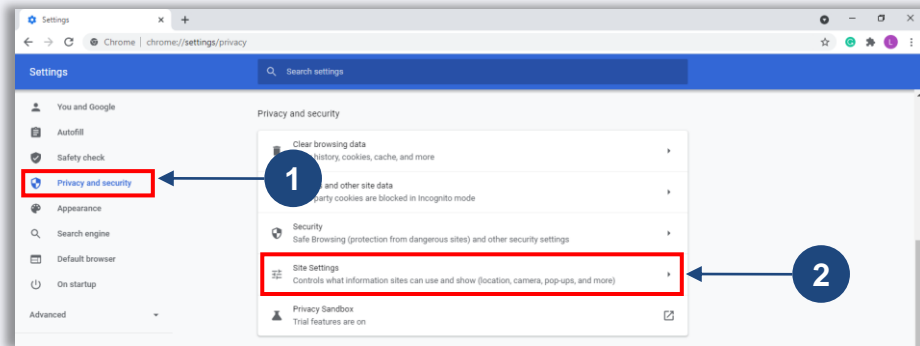 Settings
Chrome | chrome://settings/privacy
Settings
Search settings
You and Google
Autofill
Safety check
Privacy and security
Appearance
Search engine
Default browser
On startup
Advanced
Privacy and security
Clear browsing data
history, cookies, cache, and more
1
and other site data
party cookies are blocked in Incognito mode
Security
Safe Browsing (protection from dangerous sites) and other security settings
Site Settings
Controls what information sites can use and show (location, camera, pop-ups, and more)
2
Privacy Sandbox
Trial features are on
L